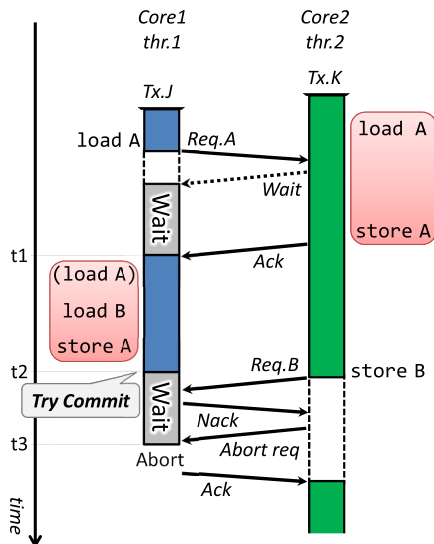 Core1
thr.1
Core2
thr.2
Tx.J
Tx.K
load A
Req.A
load A
Wait
Wait
store A
t1
Ack
(load A)
load B
store A
t2
Req.B
store B
Try Commit
Wait
Nack
t3
Abort req
Abort
Ack
time